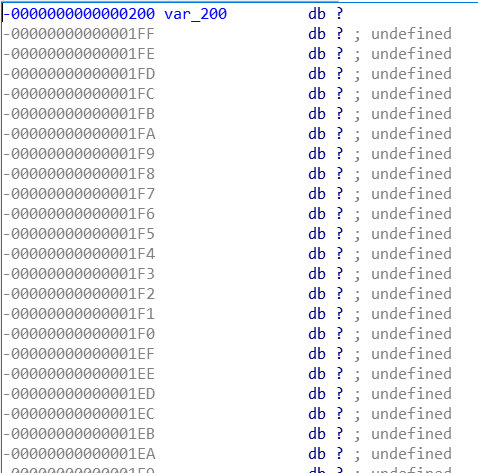 -0000000000000200 var_200 db ?
-00000000000001FF db ? ; undefined
-00000000000001FE db ? ; undefined
-00000000000001FD db ? ; undefined
-00000000000001FC db ? ; undefined
-00000000000001FB db ? ; undefined
-00000000000001FA db ? ; undefined
-00000000000001F9 db ? ; undefined
-00000000000001F8 db ? ; undefined
-00000000000001F7 db ? ; undefined
-00000000000001F6 db ? ; undefined
-00000000000001F5 db ? ; undefined
-00000000000001F4 db ? ; undefined
-00000000000001F3 db ? ; undefined
-00000000000001F2 db ? ; undefined
-00000000000001F1 db ? ; undefined
-00000000000001F0 db ? ; undefined
-00000000000001EF db ? ; undefined
-00000000000001EE db ? ; undefined
-00000000000001ED db ? ; undefined
-00000000000001EC db ? ; undefined
-00000000000001EB db ? ; undefined
-00000000000001EA db ? ; undefined